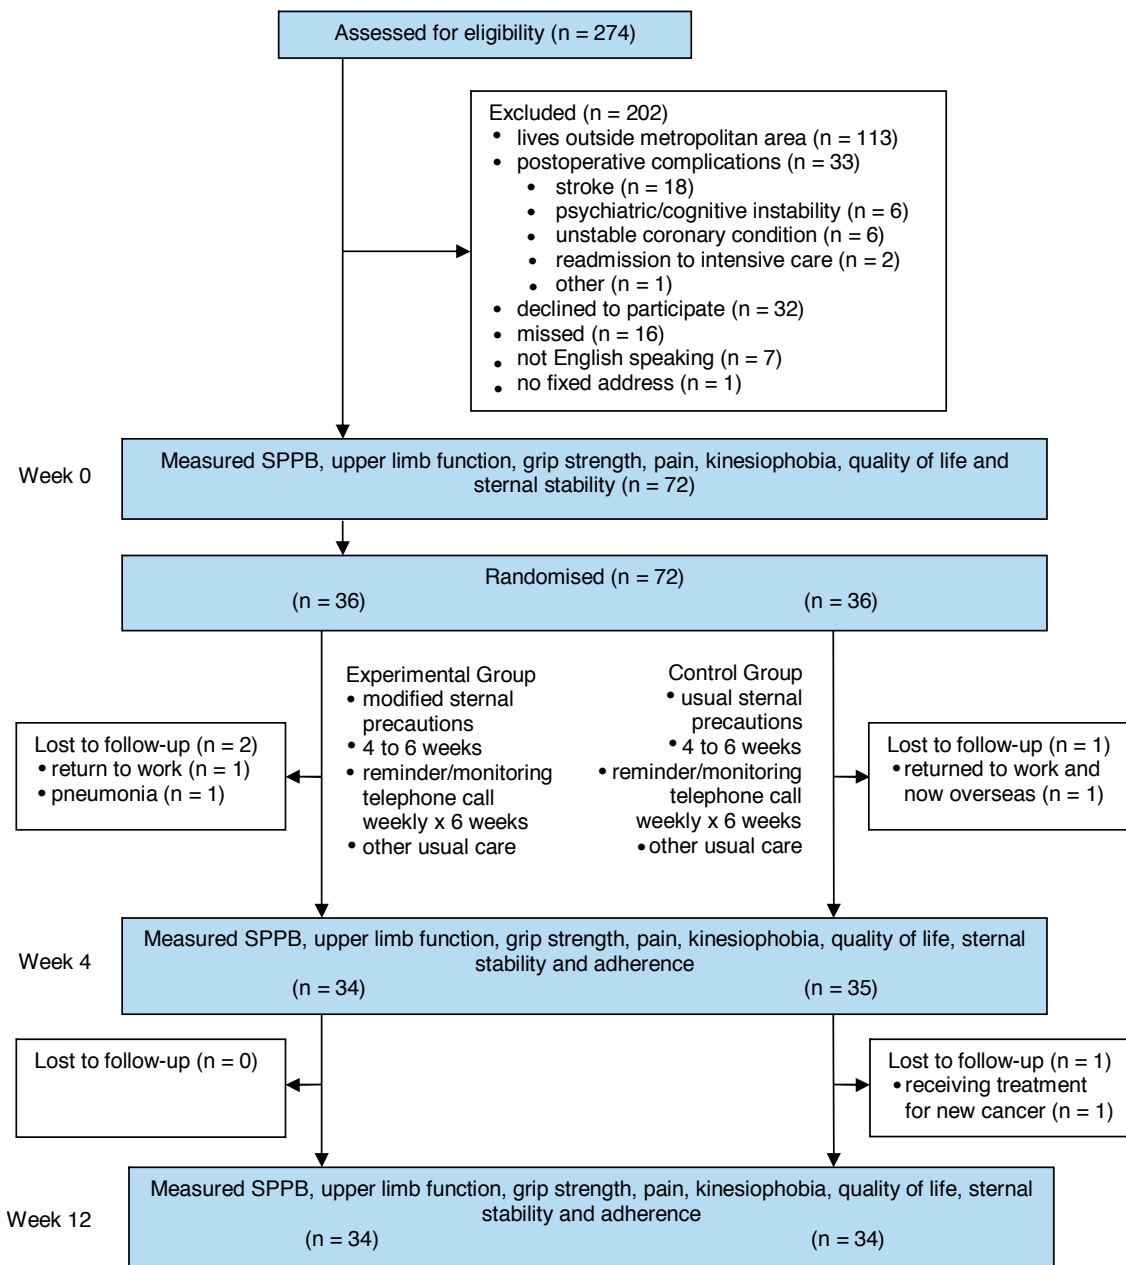 Assessed for eligibility (n = 274)
Excluded (n = 202)
• lives outside metropolitan area (n = 113)
• postoperative complications (n = 33)
• stroke (n = 18)
• psychiatric/cognitive instability (n = 6)
• unstable coronary condition (n = 6)
• readmission to intensive care (n = 2)
• other (n = 1)
• declined to participate (n = 32)
• missed (n = 16)
• not English speaking (n = 7)
• no fixed address (n = 1)
Week 0
Measured SPPB, upper limb function, grip strength, pain, kinesiophobia, quality of life and
sternal stability (n = 72)
Randomised (n = 72)
(n = 36)
(n = 36)
Experimental Group
• modified sternal
precautions
• 4 to 6 weeks
• reminder/monitoring
telephone call
weekly x 6 weeks
• other usual care
Control Group
• usual sternal
precautions
• 4 to 6 weeks
• reminder/monitoring
telephone call
weekly x 6 weeks
• other usual care
Lost to follow-up (n = 2)
• return to work (n = 1)
• pneumonia (n = 1)
Lost to follow-up (n = 1)
• returned to work and
now overseas (n = 1)
Week 4
Measured SPPB, upper limb function, grip strength, pain, kinesiophobia, quality of life, sternal
stability and adherence
(n = 34)
(n = 35)
Lost to follow-up (n = 0)
Lost to follow-up (n = 1)
• receiving treatment
for new cancer (n = 1)
Week 12
Measured SPPB, upper limb function, grip strength, pain, kinesiophobia, quality of life, sternal
stability and adherence
(n = 34)
(n = 34)